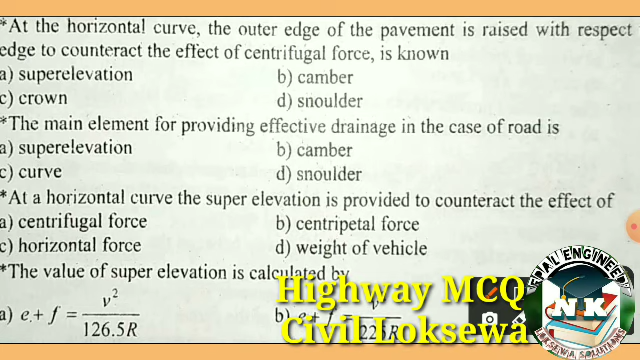 *At the horizontal curve, the outer edge of the pavement is raised with respect
edge to counteract the effect of centrifugal force, is known
a) superelevation b) camber
c) crown d) snoulder
*The main element for providing effective drainage in the case of road is
a) superelevation b) camber
c) curve d) snoulder
*At a horizontal curve the super elevation is provided to counteract the effect of
a) centrifugal force b) centripetal force
c) horizontal force d) weight of vehicle
*The value of super elevation is calculated by
a) e + f = v² / 126.5R b) e + f =
Highway MCQ
Civil Loksewa
NK
LOKSEWA SOLUTIONS